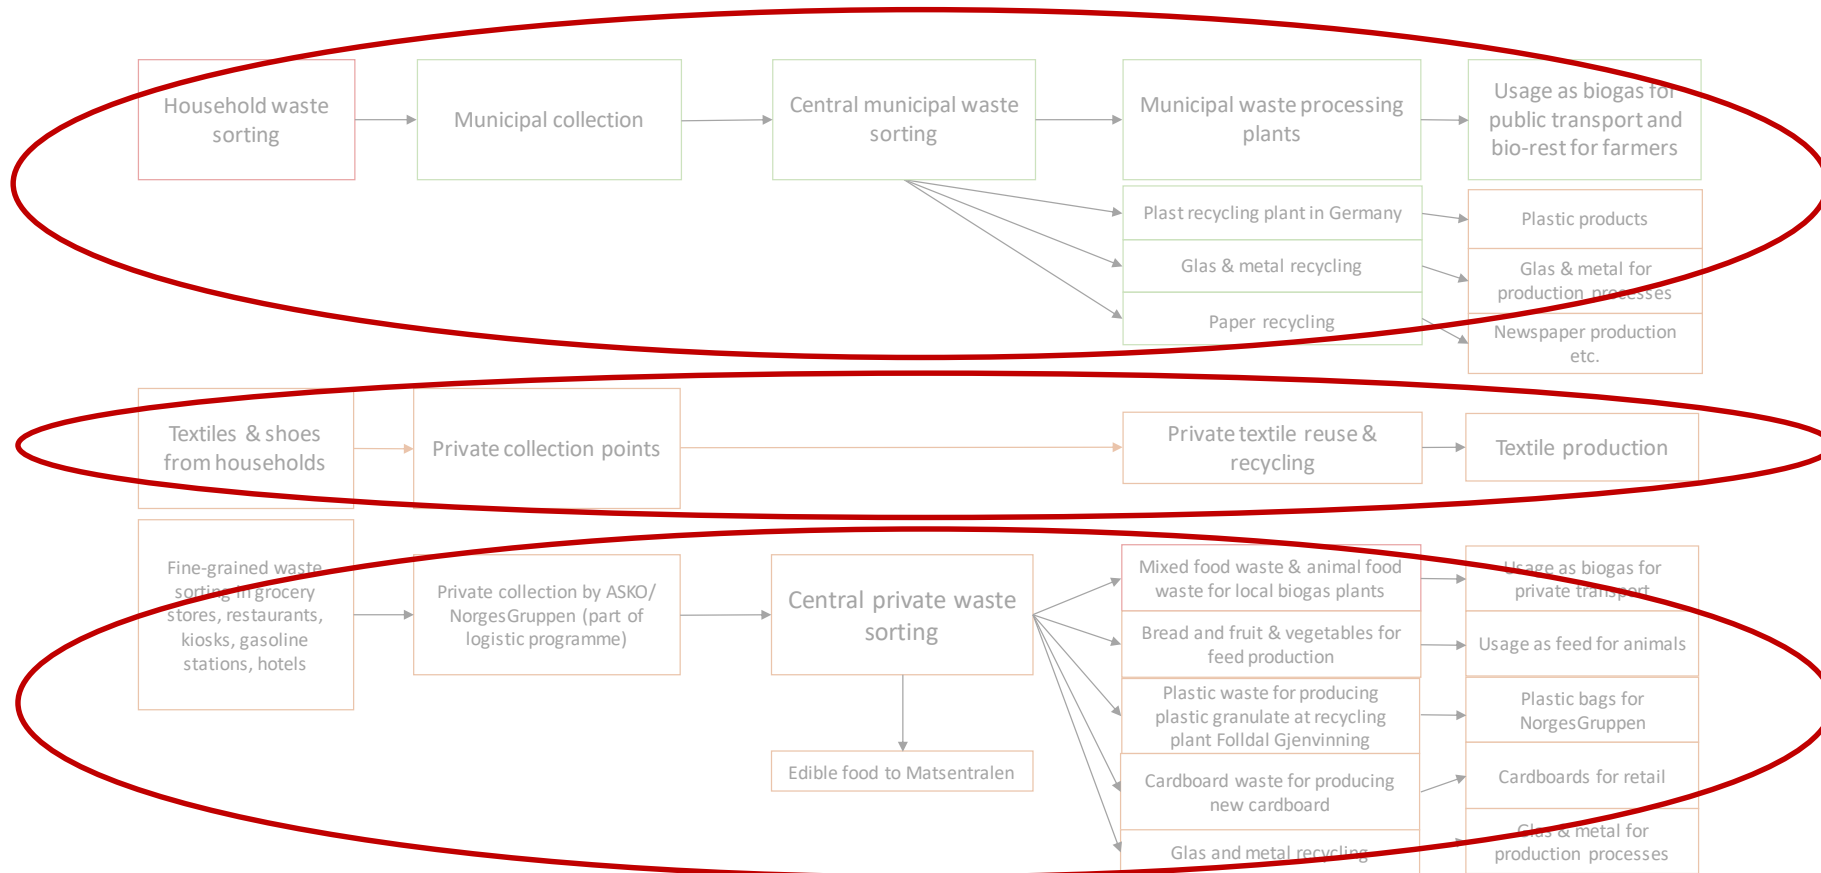 Household waste
sorting
Municipal collection
Central municipal waste
sorting
Municipal waste processing
plants
Usage as biogas for
public transport and
bio-rest for farmers
Plast recycling plant in Germany
Plastic products
Glas & metal recycling
Glas & metal for
production processes
Paper recycling
Newspaper production
etc.
Textiles & shoes
from households
Private collection points
Private textile reuse &
recycling
Textile production
Fine-grained waste
sorting in grocery
stores, restaurants,
kiosks, gasoline
stations, hotels
Private collection by ASKO/
NorgesGruppen (part of
logistic programme)
Central private waste
sorting
Edible food to Matsentralen
Mixed food waste & animal food
waste for local biogas plants
Usage as biogas for
private transport
Bread and fruit & vegetables for
feed production
Usage as feed for animals
Plastic waste for producing
plastic granulate at recycling
plant Folldal Gjenvinning
Plastic bags for
NorgesGruppen
Cardboard waste for producing
new cardboard
Cardboards for retail
Glas and metal recycling
Glas & metal for
production processes